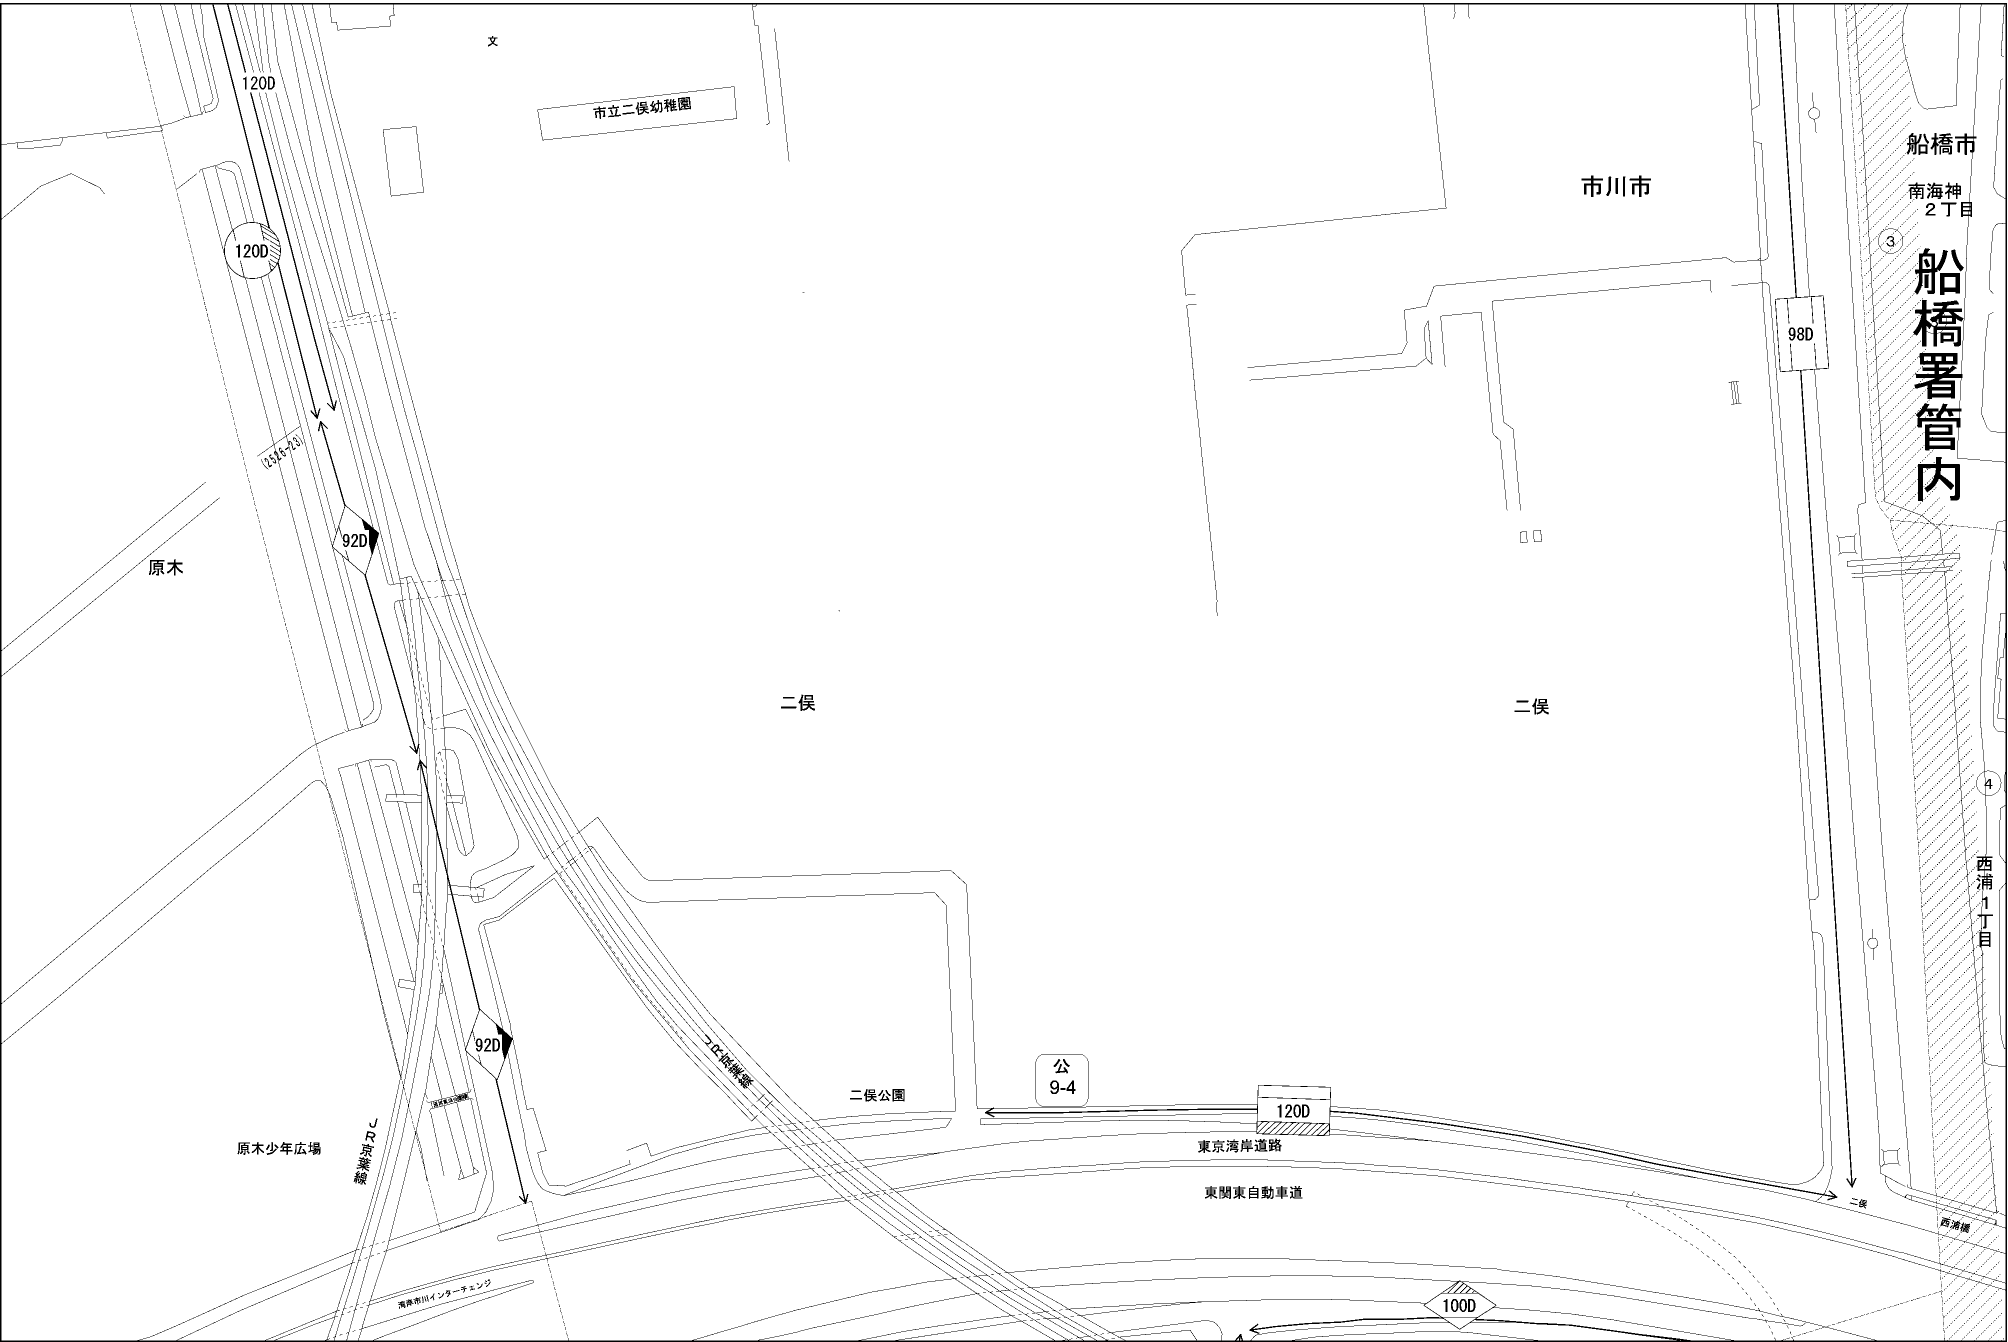 文
120D
市立二俣幼稚園
船橋市
市川市
南海神
２丁目
120D
3
船橋署管内
98D
(2526-23)
92D
原木
二俣
二俣
4
西浦１丁目
92D
JR京葉線
公
9-4
二俣公園
120D
原木少年広場
JR京葉線
東京湾岸道路
東関東自動車道
二俣
西浦橋
湾岸市川インターチェンジ
100D